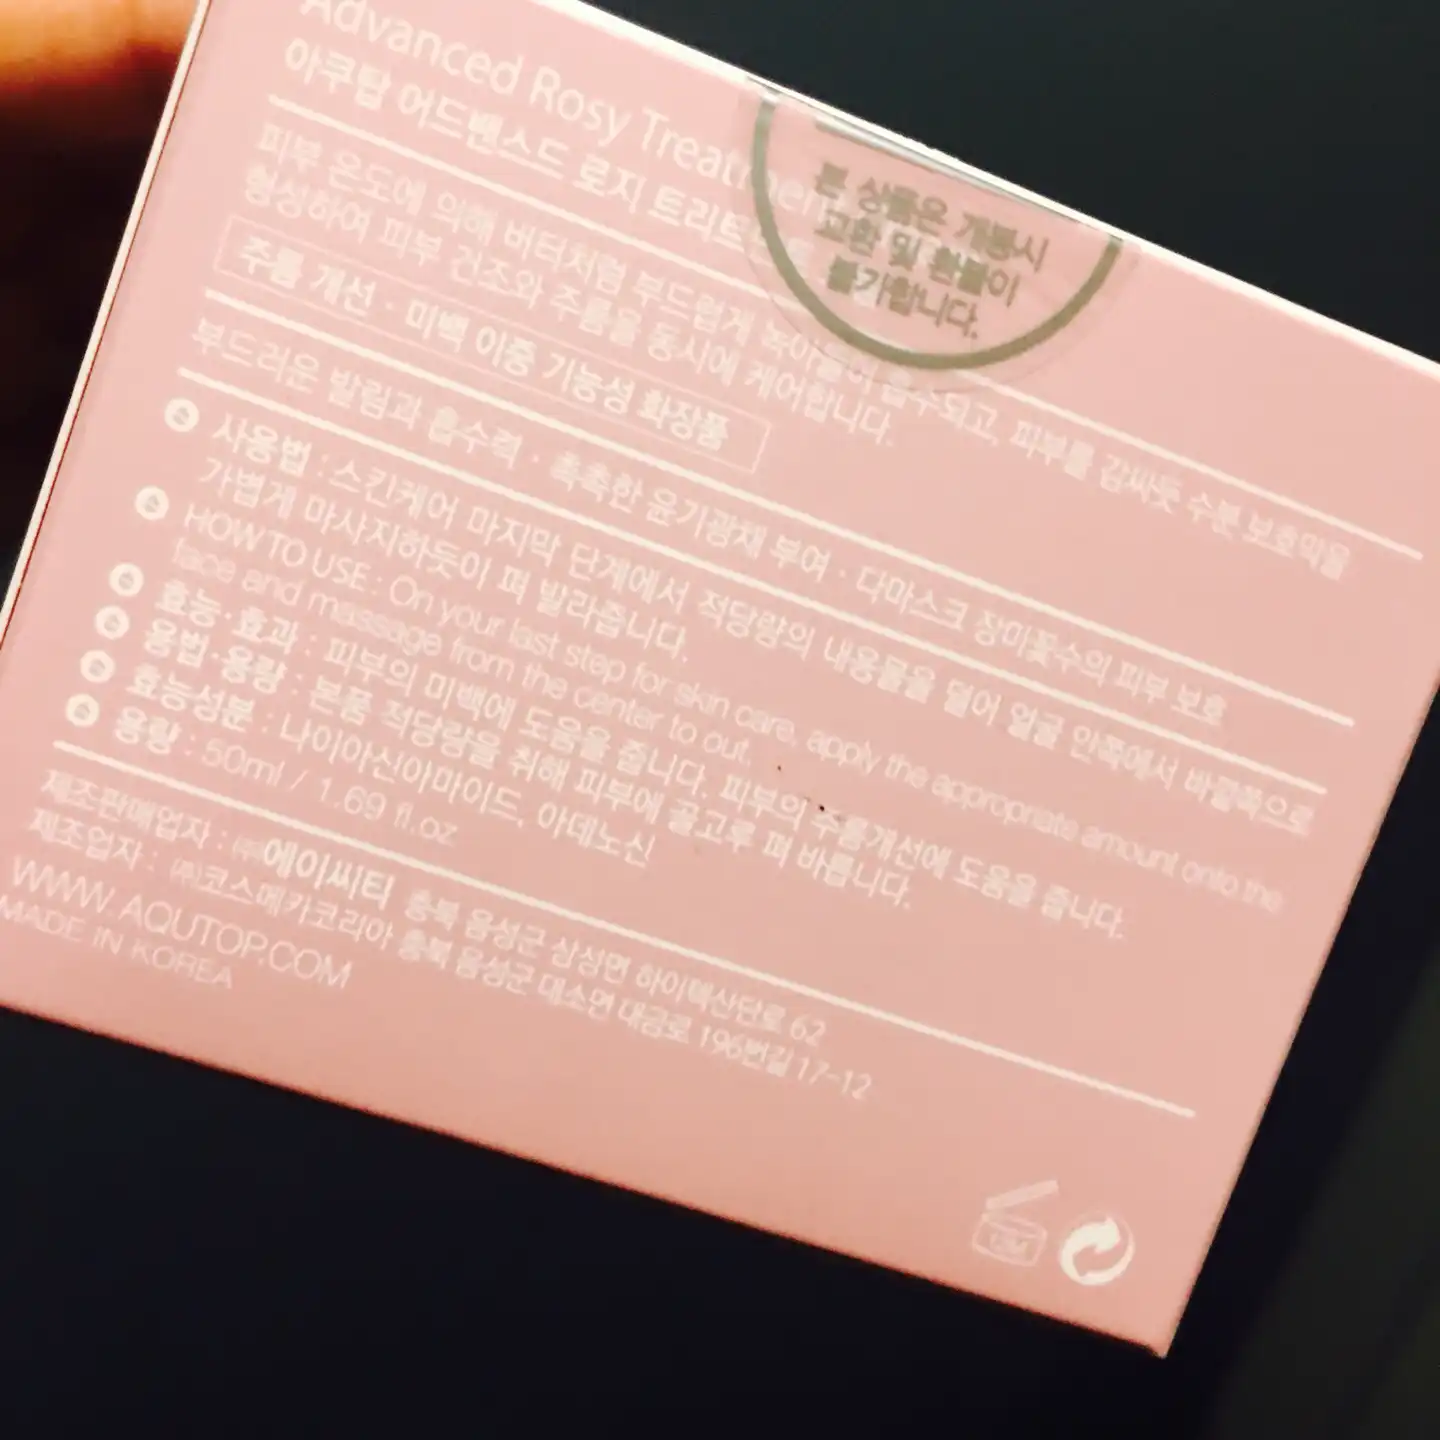 Advanced Rosy Treatment
아쿠탑 어드밴스드 로지 트리트
본 상품은 개봉시
교환 및 환불이
불가합니다.
피부 온도에 의해 버터처럼 부드럽게 녹아들어 흡수되고, 피부를 감싸듯 수분 보호막을
형성하여 피부 건조와 주름을 동시에 케어합니다.
주름 개선 · 미백 이중 기능성 화장품
부드러운 발림과 흡수력 · 촉촉한 윤기광채 부여 · 다마스크 장미꽃수의 피부 보호
사용법 : 스킨케어 마지막 단계에서 적당량의 내용물을 덜어 얼굴 안쪽에서 바깥쪽으로
가볍게 마사지하듯이 펴 발라줍니다.
HOW TO USE : On your last step for skin care, apply the appropriate amount onto the
face and massage from the center to out.
효능·효과 : 피부의 미백에 도움을 줍니다. 피부의 주름개선에 도움을 줍니다.
용법·용량 : 본품 적당량을 취해 피부에 골고루 펴 바릅니다.
효능성분 : 나이아신아마이드, 아데노신
용량 : 50ml / 1.69 fl.oz
제조판매업자 : ㈜에이씨티 충북 음성군 삼성면 하이텍산단로 62
제조업자 : ㈜코스메카코리아 충북 음성군 대소면 대금로 196번길 17-12
WWW.AQUTOP.COM
MADE IN KOREA